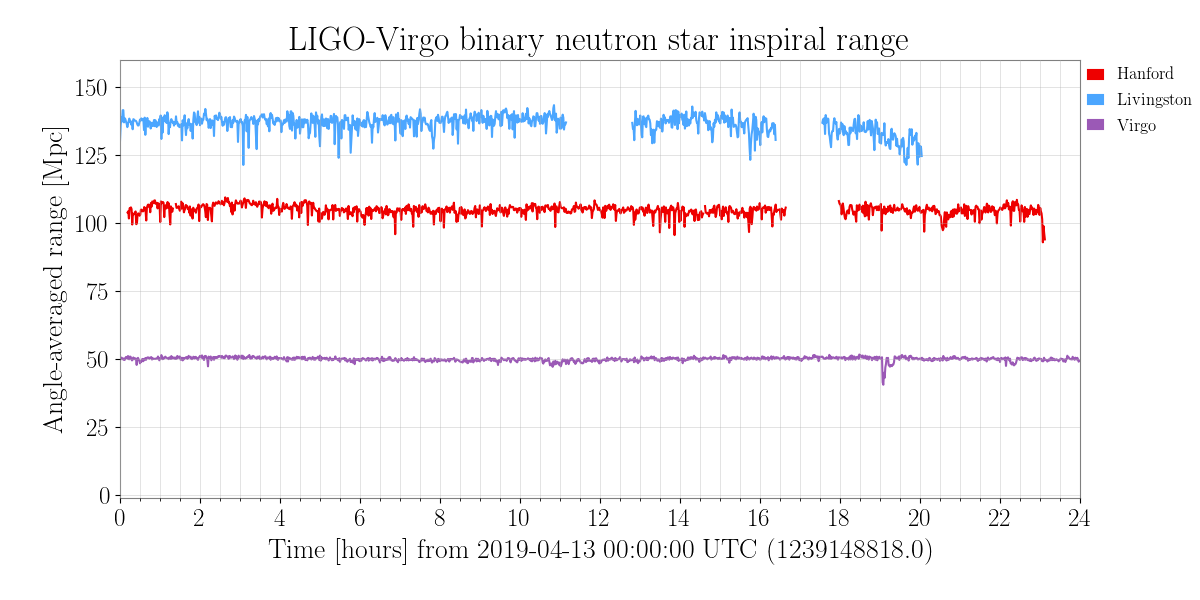 LIGO-Virgo binary neutron star inspiral range
Hanford
Livingston
Virgo
Angle-averaged range [Mpc]
150
125
100
75
50
25
0
0 2 4 6 8 10 12 14 16 18 20 22 24
Time [hours] from 2019-04-13 00:00:00 UTC (1239148818.0)